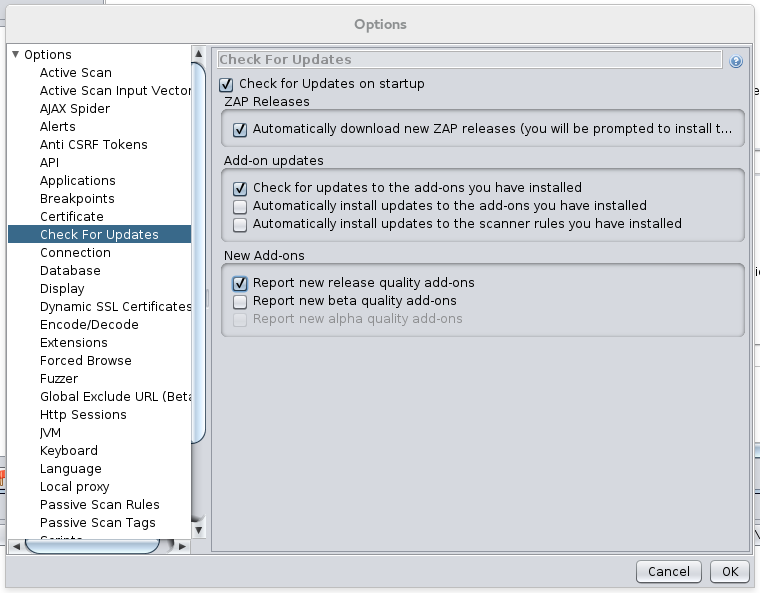 Options
Options
Active Scan
Active Scan Input Vector
AJAX Spider
Alerts
Anti CSRF Tokens
API
Applications
Breakpoints
Certificate
Check For Updates
Connection
Database
Display
Dynamic SSL Certificates
Encode/Decode
Extensions
Forced Browse
Fuzzer
Global Exclude URL (Beta
Http Sessions
JVM
Keyboard
Language
Local proxy
Passive Scan Rules
Passive Scan Tags
Scripts
Check For Updates
Check for Updates on startup
ZAP Releases
Automatically download new ZAP releases (you will be prompted to install t...
Add-on updates
Check for updates to the add-ons you have installed
Automatically install updates to the add-ons you have installed
Automatically install updates to the scanner rules you have installed
New Add-ons
Report new release quality add-ons
Report new beta quality add-ons
Report new alpha quality add-ons
Cancel
OK